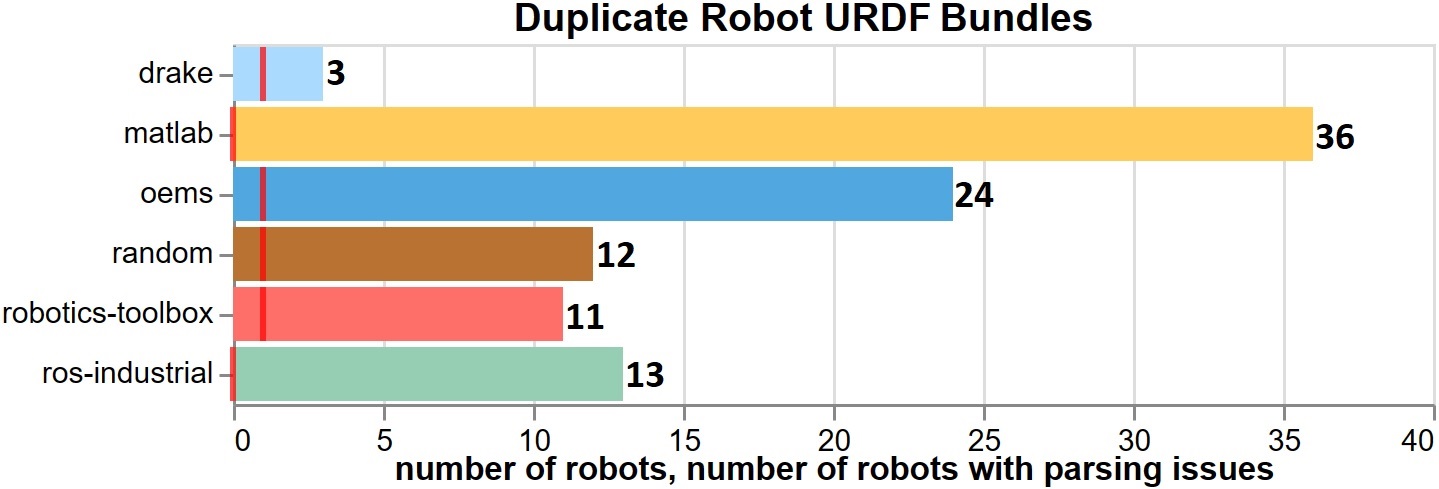 Duplicate Robot URDF Bundles
drake 3
matlab 36
oems 24
random 12
robotics-toolbox 11
ros-industrial 13
0 5 10 15 20 25 30 35 40
number of robots, number of robots with parsing issues